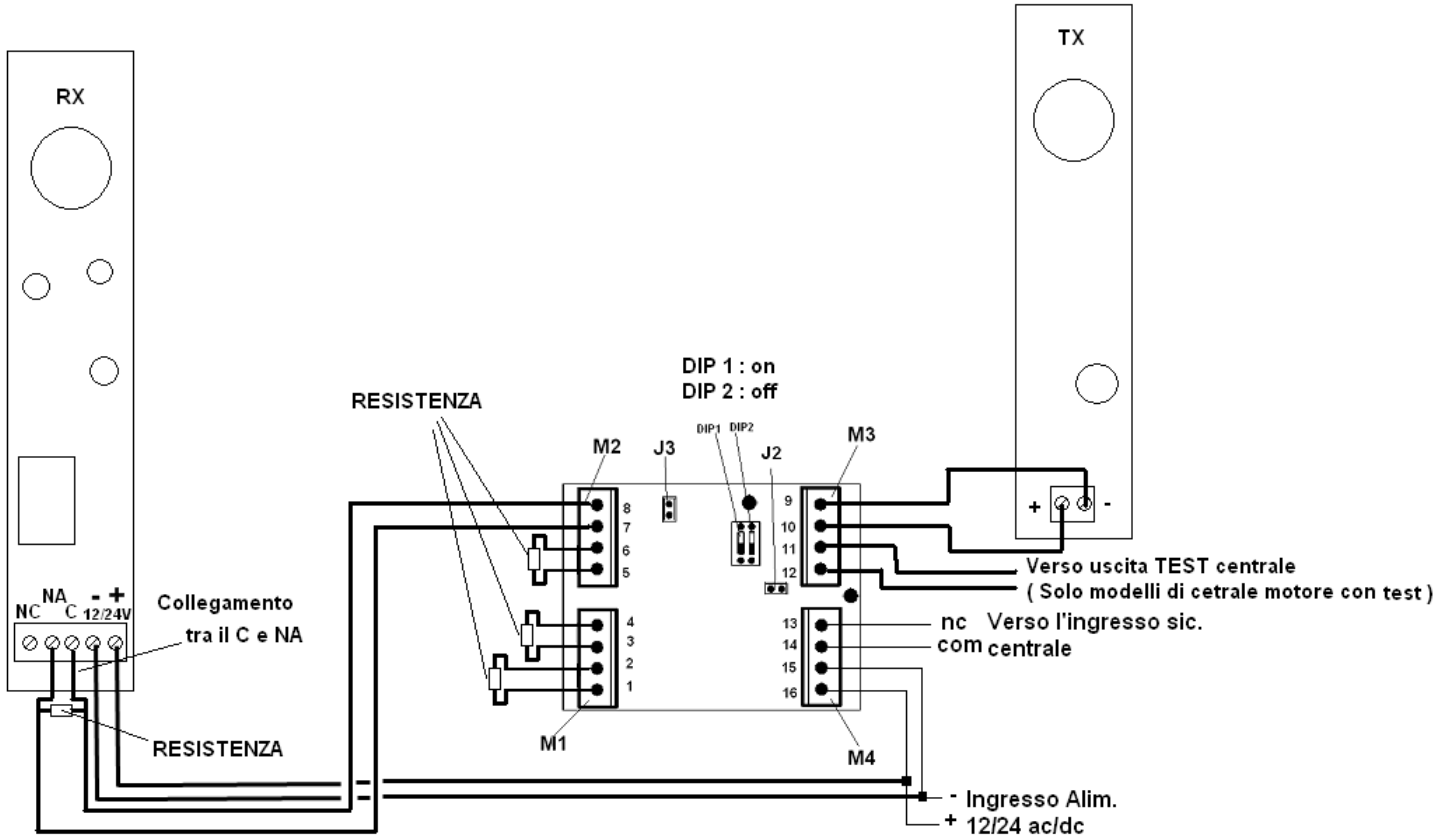 TX
RX
DIP 1 : on
DIP 2 : off
RESISTENZA
DIP1 DIP2
M2
J3
J2
M3
8
7
6
5
9
10
11
12
+ -
Verso uscita TEST centrale
( Solo modelli di cetrale motore con test )
NC NA C - + 12/24V
Collegamento
tra il C e NA
4
3
2
1
13
14
15
16
nc Verso l'ingresso sic.
com centrale
RESISTENZA
M1
M4
- Ingresso Alim.
+ 12/24 ac/dc